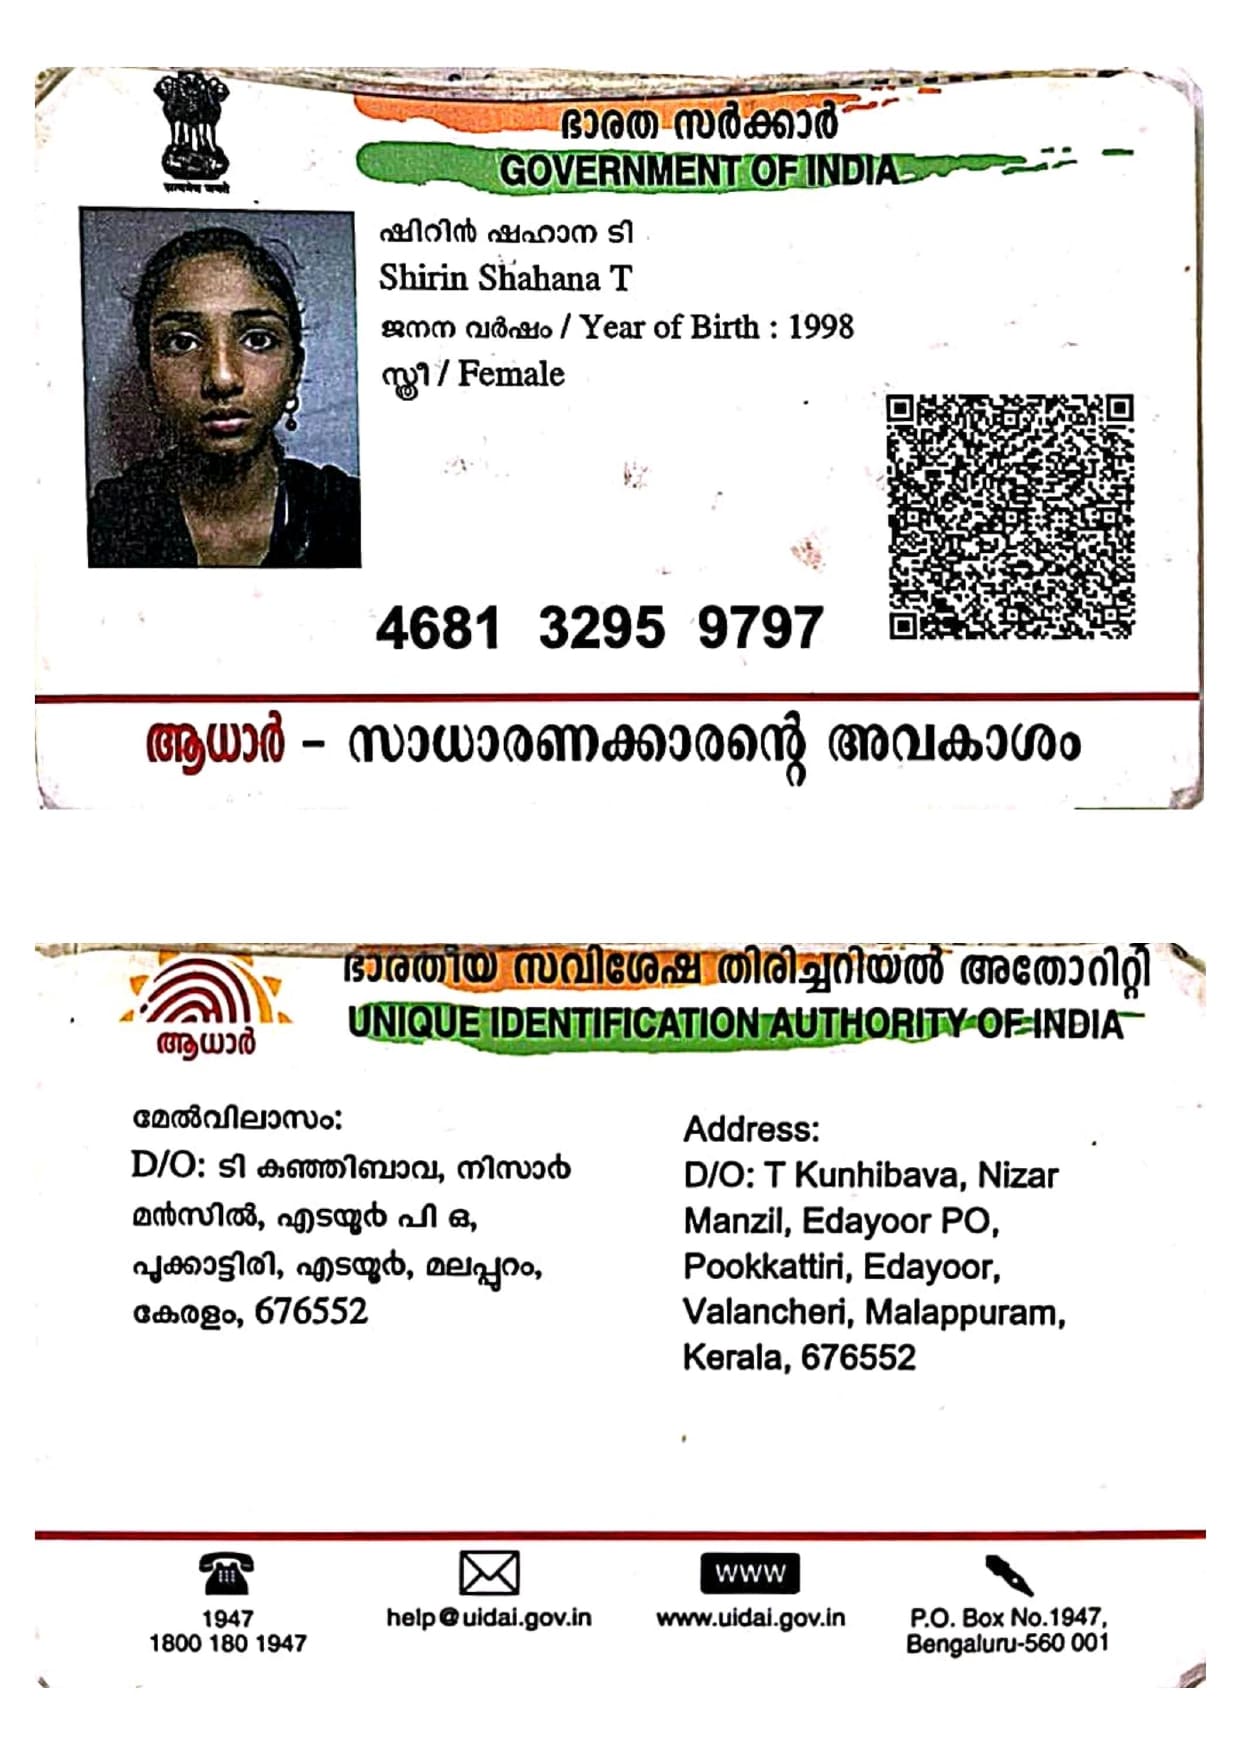 सत्यमेव जयते
ഭാരത സർക്കാർ
GOVERNMENT OF INDIA
ഷിറിൻ ഷഹാന ടി
Shirin Shahana T
ജനന വർഷം / Year of Birth : 1998
സ്ത്രീ / Female
4681 3295 9797
ആധാർ – സാധാരണക്കാരന്റെ അവകാശം
ഭാരതീയ സവിശേഷ തിരിച്ചറിയൽ അതോറിറ്റി
UNIQUE IDENTIFICATION AUTHORITY OF INDIA
ആധാർ
മേൽവിലാസം:
D/O: ടി കുഞ്ഞിബാവ, നിസാർ
മൻസിൽ, എടയൂർ പി ഒ,
പൂക്കാട്ടിരി, എടയൂർ, മലപ്പുറം,
കേരളം, 676552
Address:
D/O: T Kunhibava, Nizar
Manzil, Edayoor PO,
Pookkattiri, Edayoor,
Valancheri, Malappuram,
Kerala, 676552
1947
1800 180 1947
help@uidai.gov.in
WWW
www.uidai.gov.in
P.O. Box No.1947,
Bengaluru-560 001